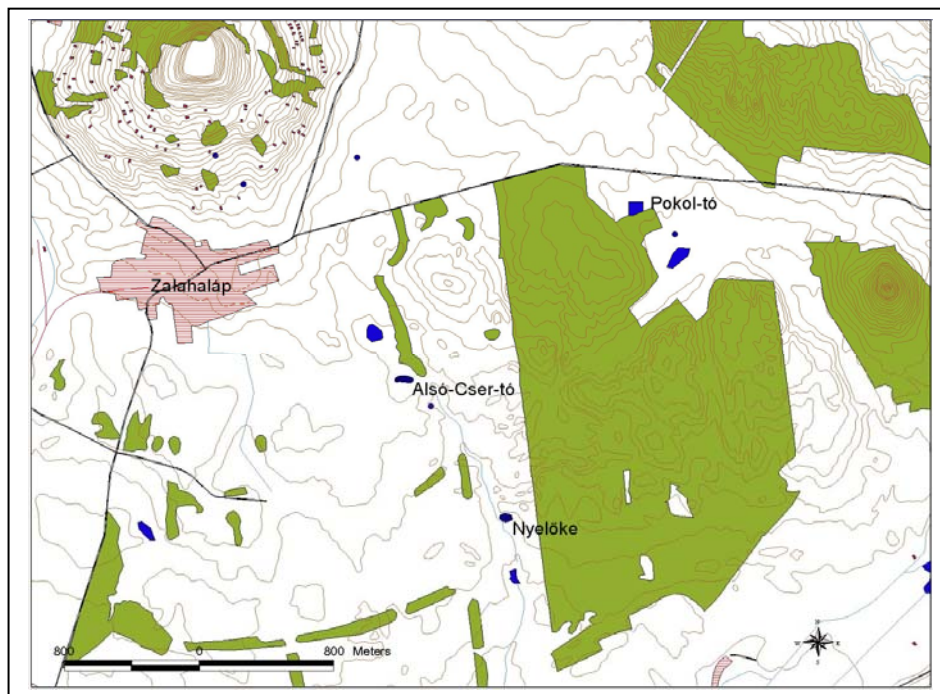 Pokol-tó
Zalahaláp
Alsó-Cser-tó
Nyelőke
800 0 800 Meters